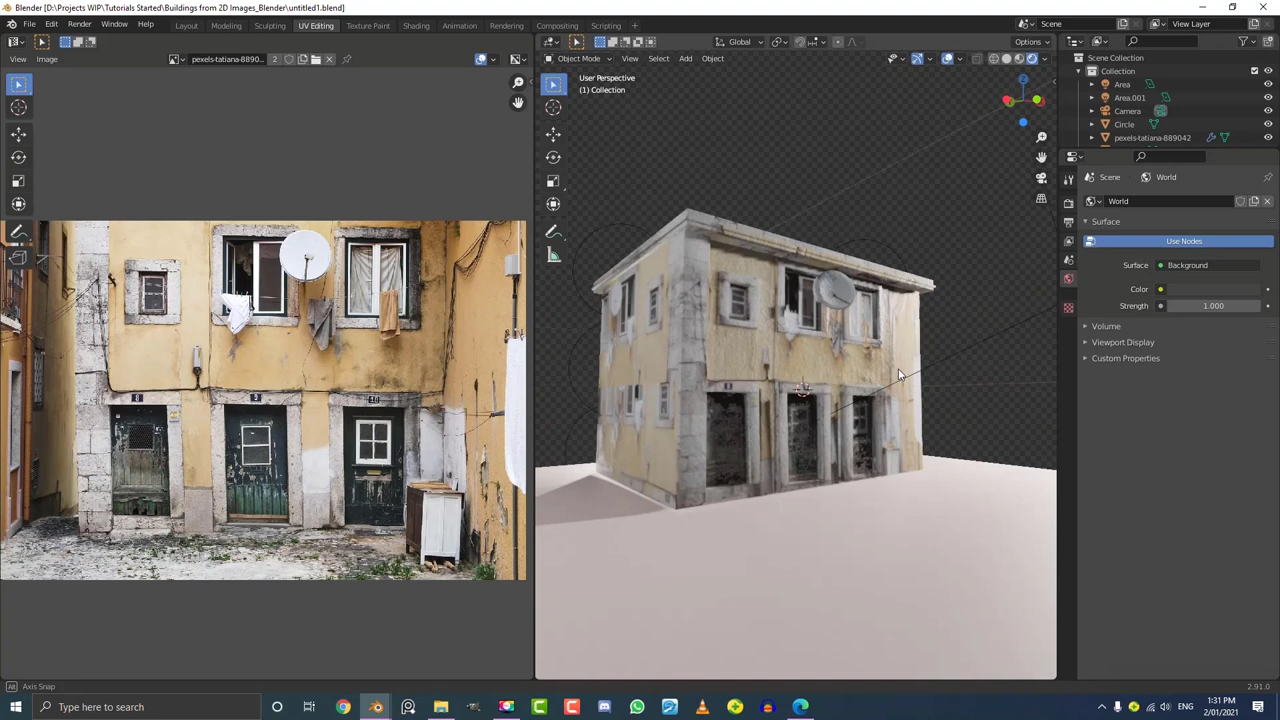 Blender [D:\Projects WIP\Tutorials Started\Buildings from 2D Images_Blender\untitled1.blend]
File Edit Render Window Help Layout Modeling Sculpting UV Editing Texture Paint Shading Animation Rendering Compositing Scripting + Scene View Layer
Global Options
View Image pexels-tatiana-8890... 2 Object Mode View Select Add Object
User Perspective
(1) Collection
Scene Collection
Collection
Area
Area.001
Camera
Circle
pexels-tatiana-889042
Scene World
World
Surface
Use Nodes
Surface Background
Color
Strength 1.000
Volume
Viewport Display
Custom Properties
Z
8 9
Axis Snap 2.91.0
Type here to search
1:31 PM
2/01/2021